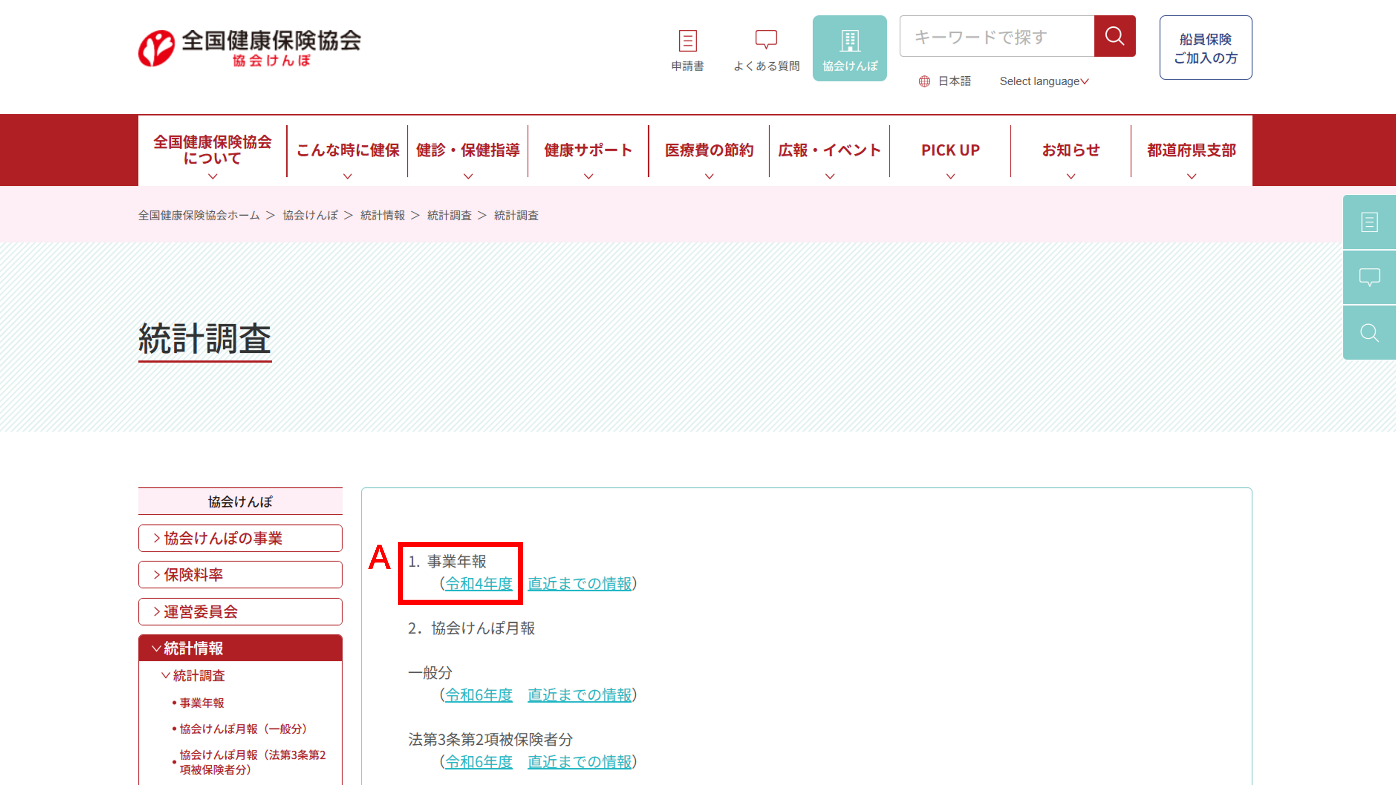 全国健康保険協会
協会けんぽ
申請書
よくある質問
協会けんぽ
キーワードで探す
日本語
Select language
船員保険
ご加入の方
全国健康保険協会
について
こんな時に健保
健診・保健指導
健康サポート
医療費の節約
広報・イベント
PICK UP
お知らせ
都道府県支部
全国健康保険協会ホーム ＞ 協会けんぽ ＞ 統計情報 ＞ 統計調査 ＞ 統計調査
統計調査
協会けんぽ
協会けんぽの事業
保険料率
運営委員会
統計情報
統計調査
・事業年報
・協会けんぽ月報（一般分）
・協会けんぽ月報（法第3条第2
項被保険者分）
A
1. 事業年報
（令和4年度　直近までの情報）
2．協会けんぽ月報
一般分
（令和6年度　直近までの情報）
法第3条第2項被保険者分
（令和6年度　直近までの情報）